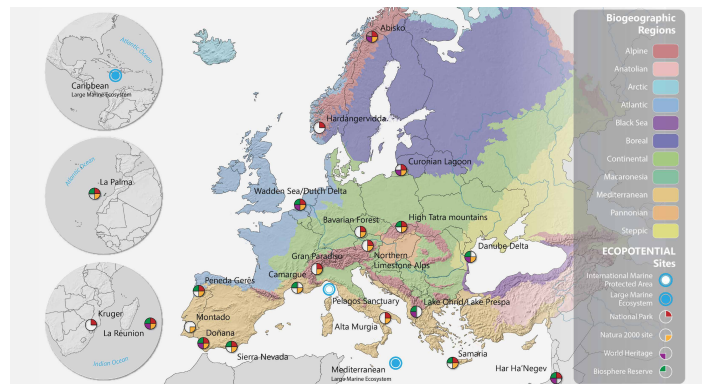 Atlantic Ocean
Caribbean
Large Marine Ecosystem
Atlantic Ocean
La Palma
Kruger
La Réunion
Indian Ocean
Abisko
Hardangervidda
Curonian Lagoon
Wadden Sea/Dutch Delta
Bavarian Forest
High Tatra mountains
Gran Paradiso
Northern
Limestone Alps
Danube Delta
Peneda Gerês
Camargue
Pelagos Sanctuary
Lake Ohrid/Lake Prespa
Montado
Alta Murgia
Doñana
Sierra Nevada
Samaria
Mediterranean
Large Marine Ecosystem
Har Ha'Negev
Biogeographic
Regions
Alpine
Anatolian
Arctic
Atlantic
Black Sea
Boreal
Continental
Macaronesia
Mediterranean
Pannonian
Steppic
ECOPOTENTIAL
Sites
International Marine
Protected Area
Large Marine
Ecosystem
National Park
Natura 2000 site
World Heritage
Biosphere Reserve